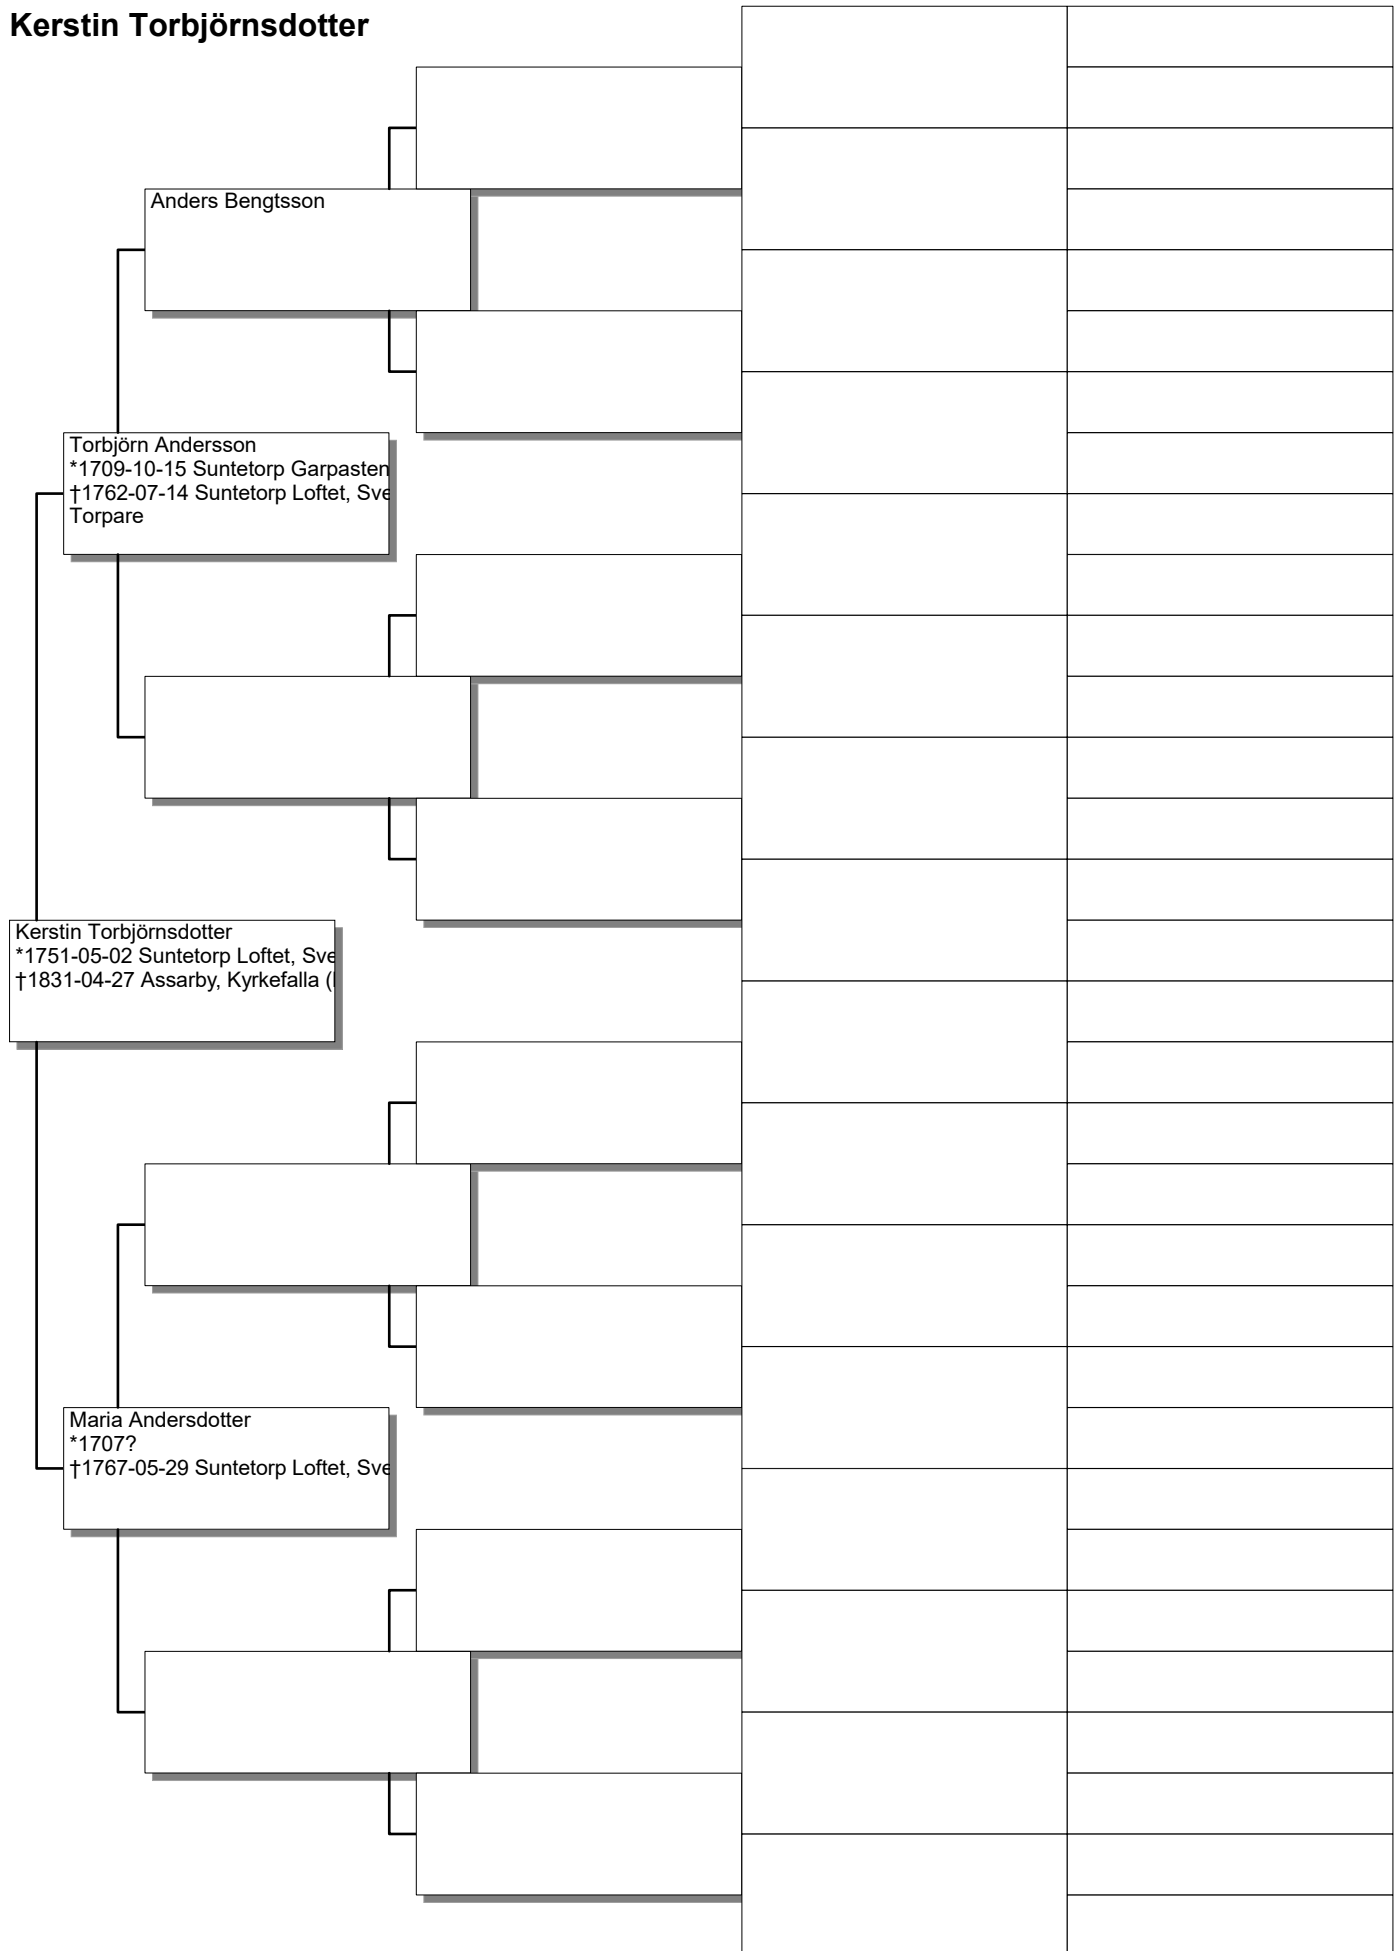 Kerstin Torbjörnsdotter
Anders Bengtsson
Torbjörn Andersson
*1709-10-15 Suntetorp Garpasten
†1762-07-14 Suntetorp Loftet, Sve
Torpare
Kerstin Torbjörnsdotter
*1751-05-02 Suntetorp Loftet, Sve
†1831-04-27 Assarby, Kyrkefalla (
Maria Andersdotter
*1707?
†1767-05-29 Suntetorp Loftet, Sve